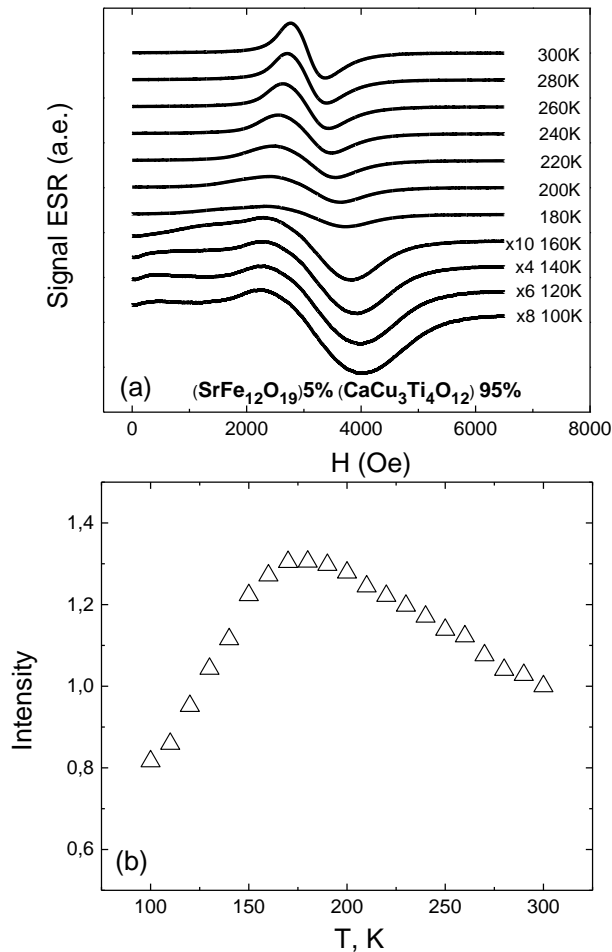 Signal ESR (a.e.)
300K
280K
260K
240K
220K
200K
180K
x10 160K
x4 140K
x6 120K
x8 100K
(a)
(SrFe12O19)5% (CaCu3Ti4O12) 95%
0 2000 4000 6000 8000
H (Oe)
1,4
1,2
1,0
0,8
0,6
Intensity
(b)
100 150 200 250 300
T, K